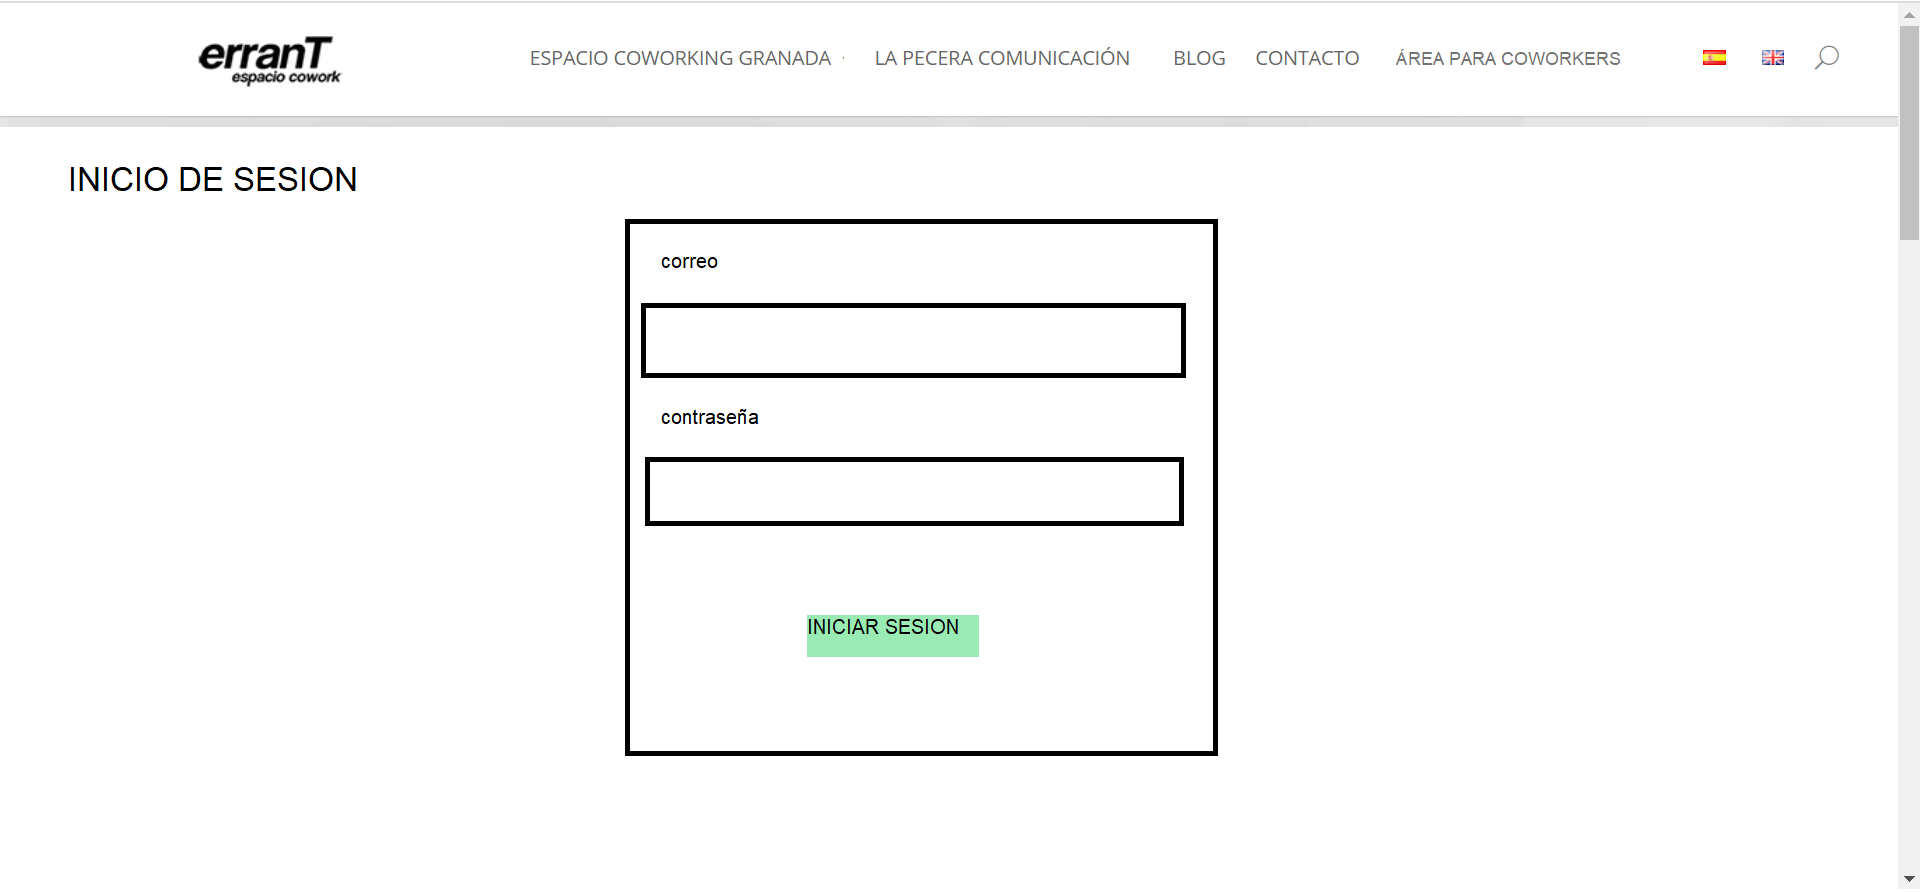 erranT
espacio cowork
ESPACIO COWORKING GRANADA LA PECERA COMUNICACIÓN BLOG CONTACTO ÁREA PARA COWORKERS
INICIO DE SESION
correo
contraseña
INICIAR SESION